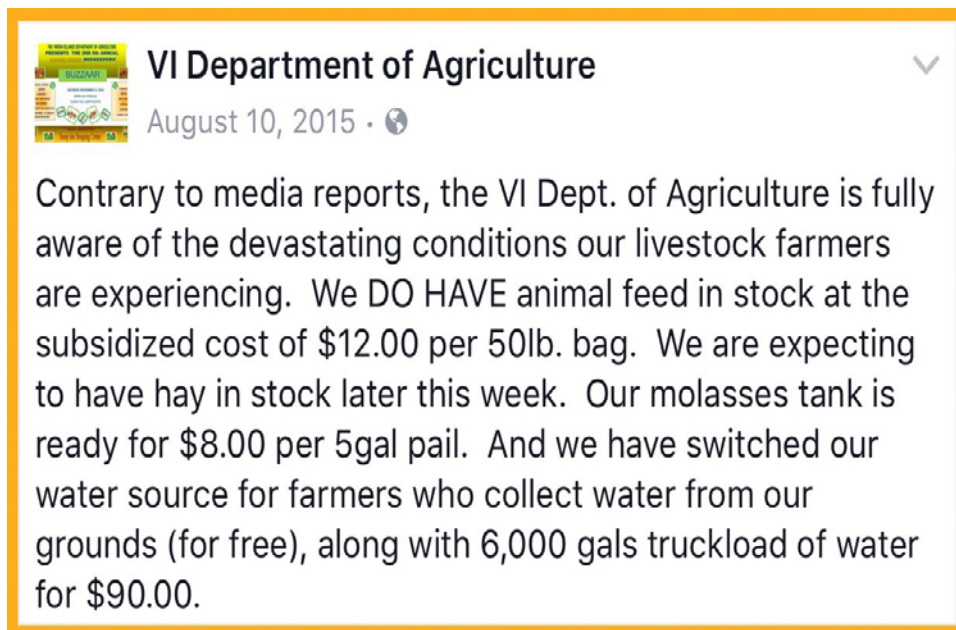 VI Department of Agriculture
August 10, 2015
BUZZAAR
Contrary to media reports, the VI Dept. of Agriculture is fully
aware of the devastating conditions our livestock farmers
are experiencing.  We DO HAVE animal feed in stock at the
subsidized cost of $12.00 per 50lb. bag.  We are expecting
to have hay in stock later this week.  Our molasses tank is
ready for $8.00 per 5gal pail.  And we have switched our
water source for farmers who collect water from our
grounds (for free), along with 6,000 gals truckload of water
for $90.00.